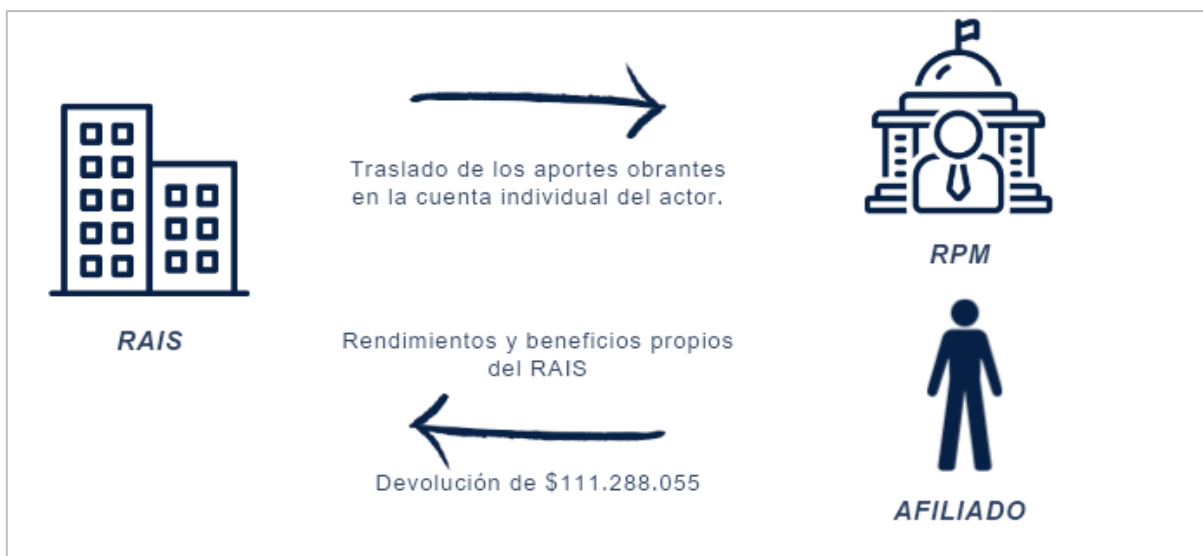 Traslado de los aportes obrantes
en la cuenta individual del actor.
RPM
RAIS
Rendimientos y beneficios propios
del RAIS
Devolución de $111.288.055
AFILIADO